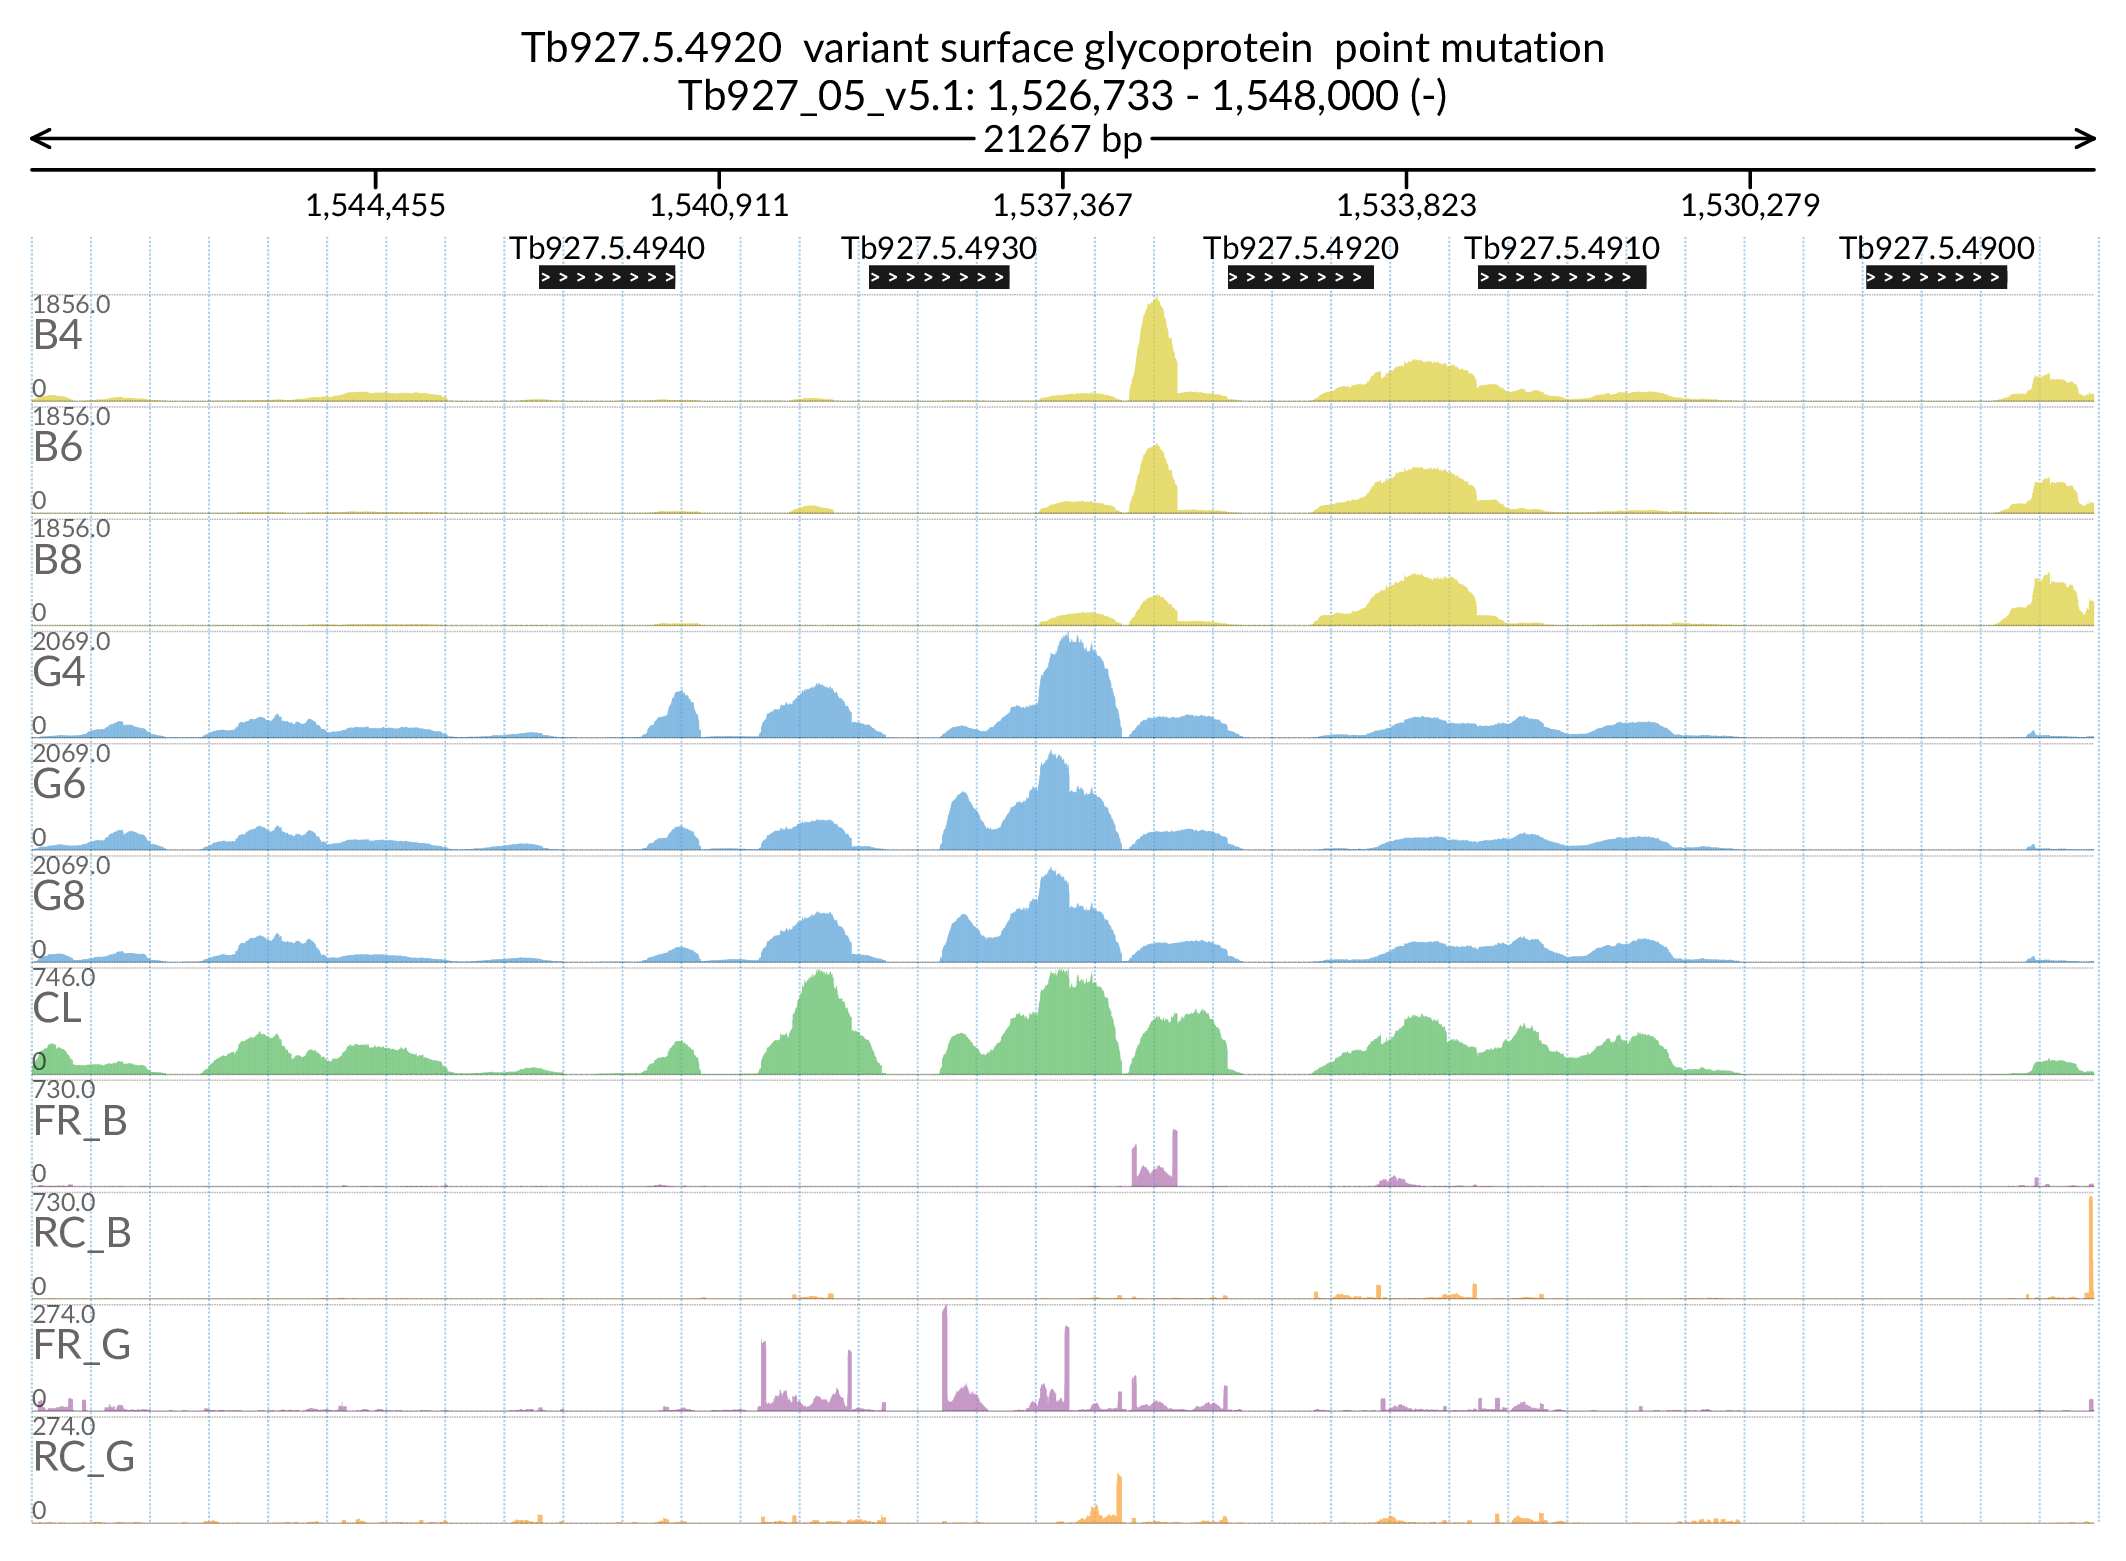 Tb927.5.4920 variant surface glycoprotein point mutation
Tb927_05_v5.1: 1,526,733 - 1,548,000 (-)
21267 bp
1,544,455 1,540,911 1,537,367 1,533,823 1,530,279
Tb927.5.4940 Tb927.5.4930 Tb927.5.4920 Tb927.5.4910 Tb927.5.4900
1856.0
B4
0
1856.0
B6
0
1856.0
B8
0
2069.0
G4
0
2069.0
G6
0
2069.0
G8
0
746.0
CL
0
730.0
FR_B
0
730.0
RC_B
0
274.0
FR_G
0
274.0
RC_G
0